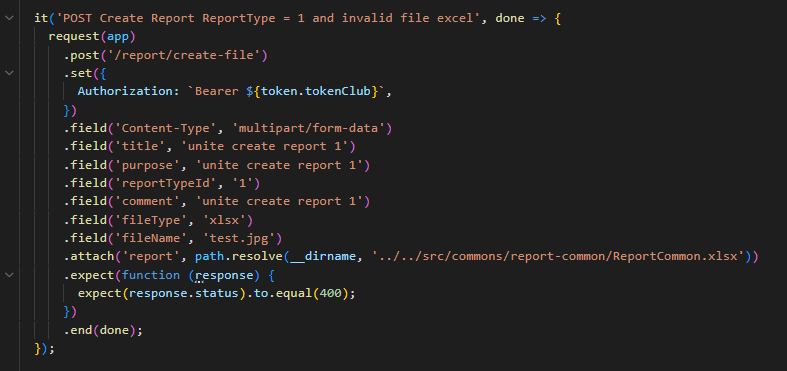 it('POST Create Report ReportType = 1 and invalid file excel', done => {
request(app)
.post('/report/create-file')
.set({
Authorization: `Bearer ${token.tokenClub}`,
})
.field('Content-Type', 'multipart/form-data')
.field('title', 'unite create report 1')
.field('purpose', 'unite create report 1')
.field('reportTypeId', '1')
.field('comment', 'unite create report 1')
.field('fileType', 'xlsx')
.field('fileName', 'test.jpg')
.attach('report', path.resolve(__dirname, '../../src/commons/report-common/ReportCommon.xlsx'))
.expect(function (response) {
expect(response.status).to.equal(400);
})
.end(done);
});